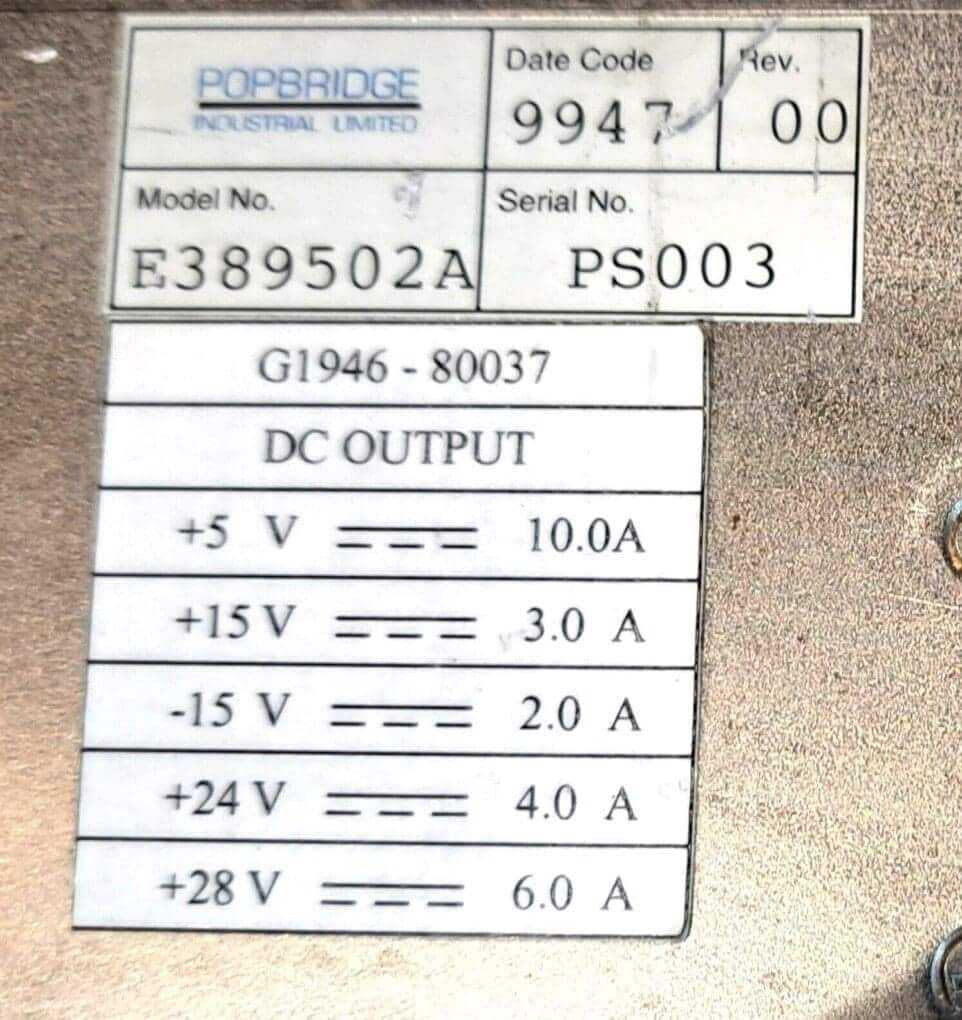 POPBRIDGE
INDUSTRIAL LIMITED
Date Code
9947
Rev.
00
Model No.
E389502A
Serial No.
PS003
G1946 - 80037
DC OUTPUT
+5 V ⎓ 10.0A
+15 V ⎓ 3.0 A
-15 V ⎓ 2.0 A
+24 V ⎓ 4.0 A
+28 V ⎓ 6.0 A